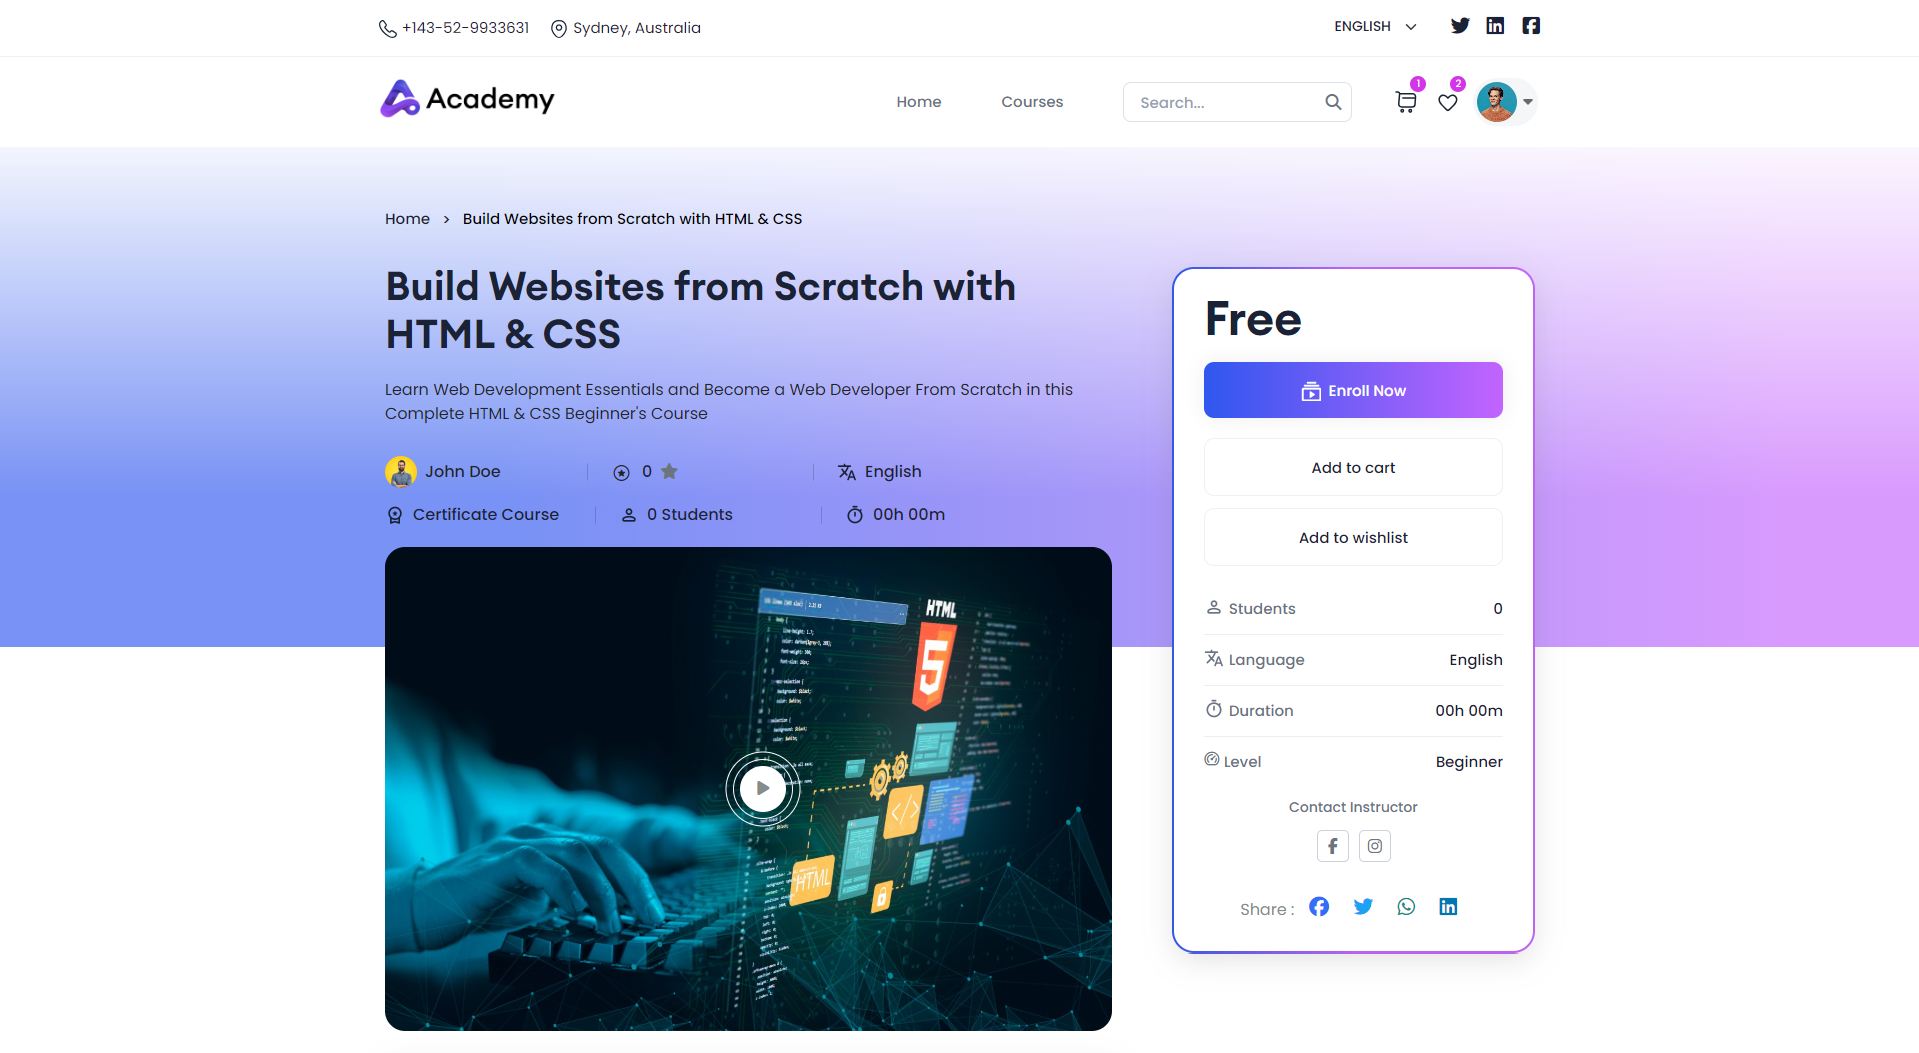 +143-52-9933631
Sydney, Australia
ENGLISH
Academy
Home
Courses
Search...
1
2
Home > Build Websites from Scratch with HTML & CSS
Build Websites from Scratch with
HTML & CSS
Learn Web Development Essentials and Become a Web Developer From Scratch in this
Complete HTML & CSS Beginner's Course
John Doe
0
English
Certificate Course
0 Students
00h 00m
HTML
5
</>
HTML
Free
Enroll Now
Add to cart
Add to wishlist
Students 0
Language English
Duration 00h 00m
Level Beginner
Contact Instructor
Share :